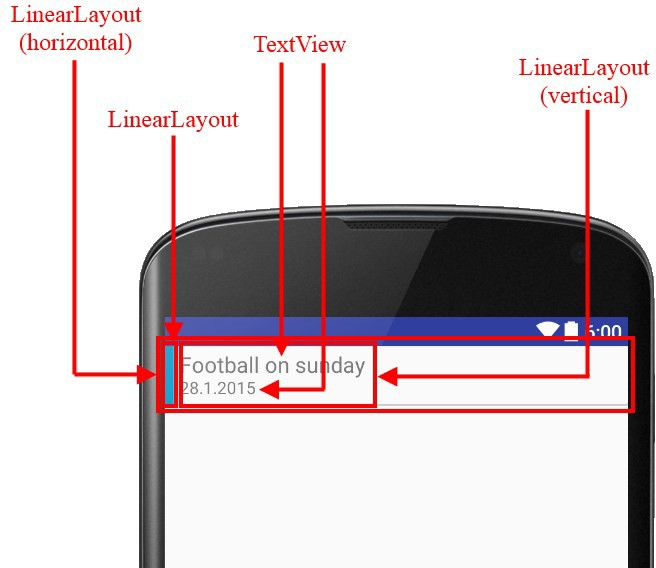 LinearLayout
(horizontal)
TextView
LinearLayout
(vertical)
LinearLayout
6:00
Football on sunday
28.1.2015